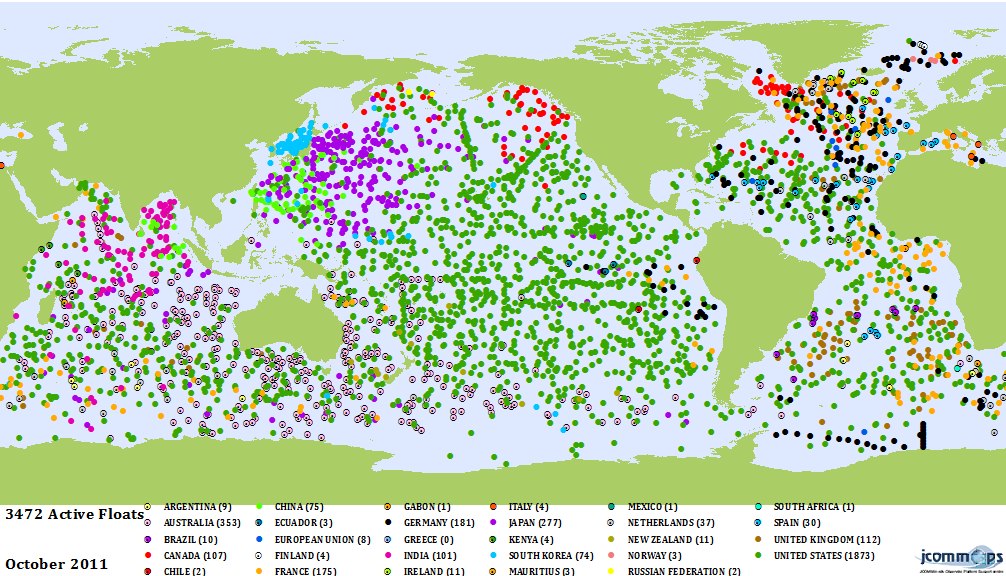 3472 Active Floats
October 2011
ARGENTINA (9)
AUSTRALIA (353)
BRAZIL (10)
CANADA (107)
CHILE (2)
CHINA (75)
ECUADOR (3)
EUROPEAN UNION (8)
FINLAND (4)
FRANCE (175)
GABON (1)
GERMANY (181)
GREECE (0)
INDIA (101)
IRELAND (11)
ITALY (4)
JAPAN (277)
KENYA (4)
SOUTH KOREA (74)
MAURITIUS (3)
MEXICO (1)
NETHERLANDS (37)
NEW ZEALAND (11)
NORWAY (3)
RUSSIAN FEDERATION (2)
SOUTH AFRICA (1)
SPAIN (30)
UNITED KINGDOM (112)
UNITED STATES (1873)
jcommops